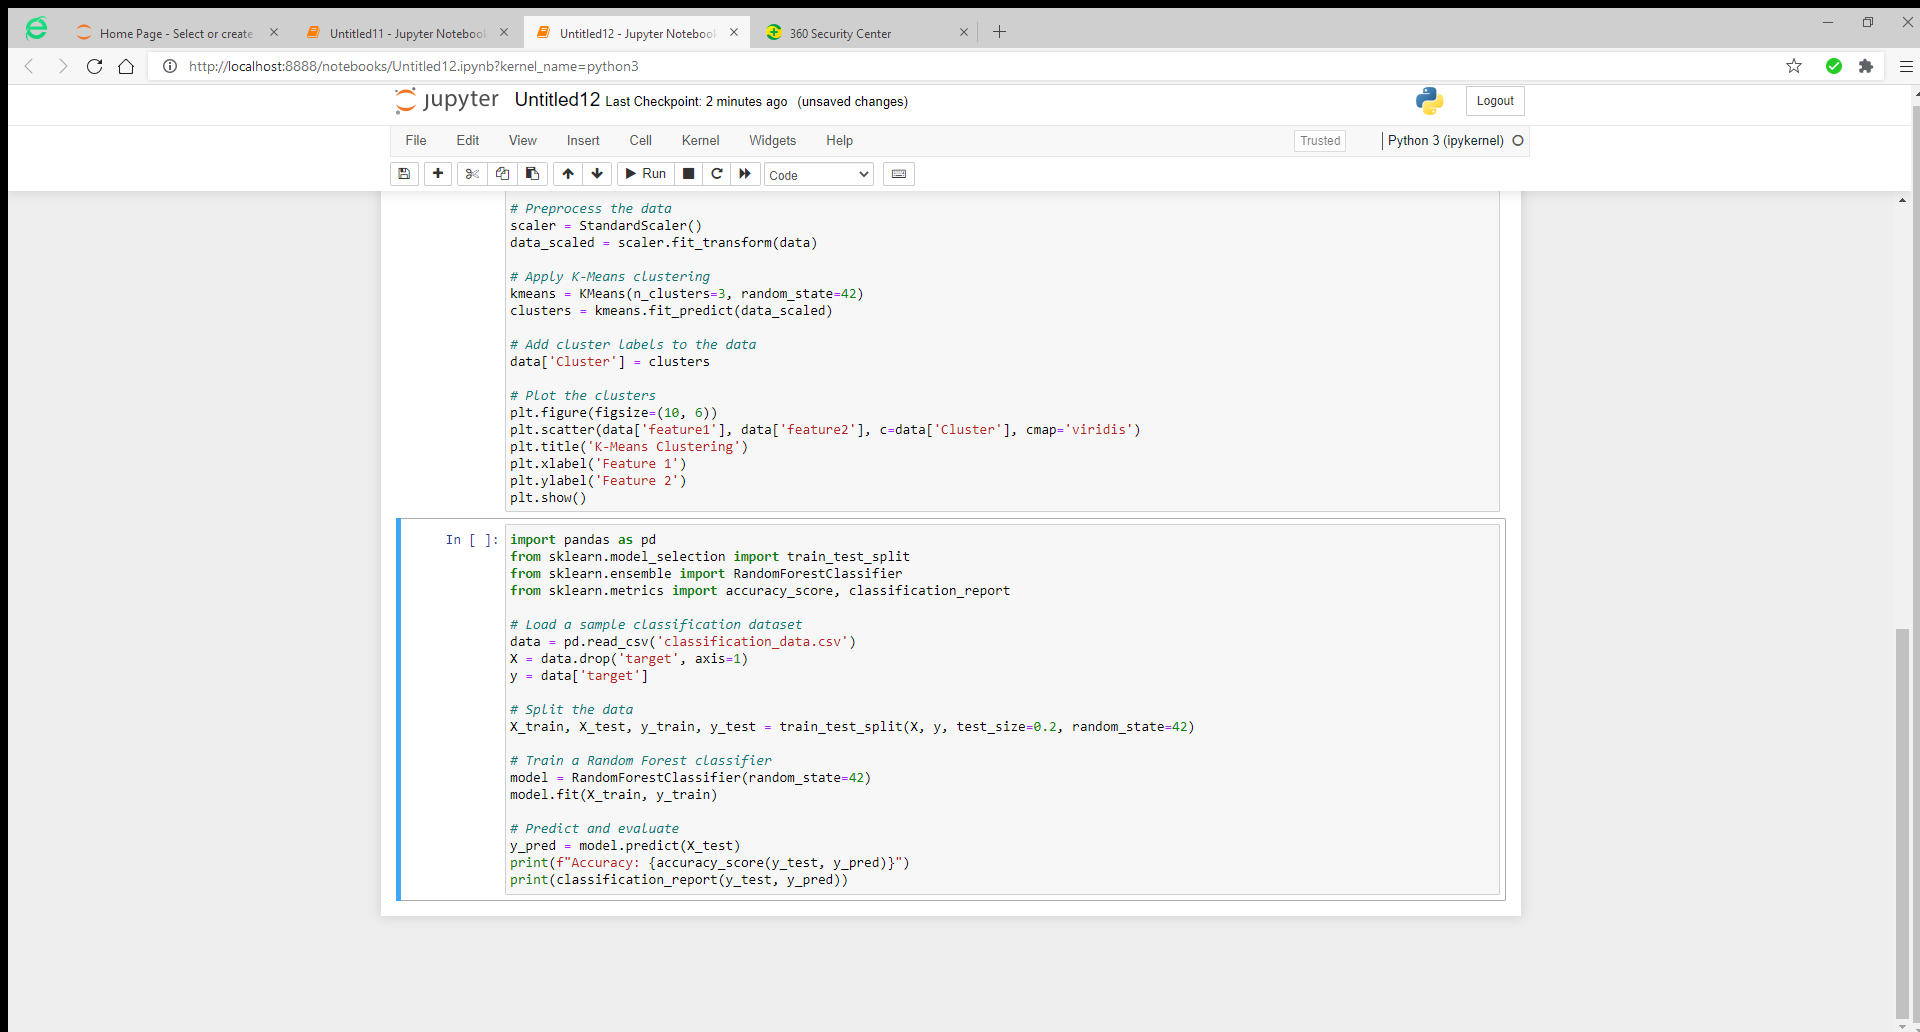 Home Page - Select or create
Untitled11 - Jupyter Notebook
Untitled12 - Jupyter Notebook
360 Security Center
http://localhost:8888/notebooks/Untitled12.ipynb?kernel_name=python3
jupyter Untitled12 Last Checkpoint: 2 minutes ago (unsaved changes)
Logout
File Edit View Insert Cell Kernel Widgets Help
Trusted
Python 3 (ipykernel)
Run
Code
# Preprocess the data
scaler = StandardScaler()
data_scaled = scaler.fit_transform(data)
# Apply K-Means clustering
kmeans = KMeans(n_clusters=3, random_state=42)
clusters = kmeans.fit_predict(data_scaled)
# Add cluster labels to the data
data['Cluster'] = clusters
# Plot the clusters
plt.figure(figsize=(10, 6))
plt.scatter(data['feature1'], data['feature2'], c=data['Cluster'], cmap='viridis')
plt.title('K-Means Clustering')
plt.xlabel('Feature 1')
plt.ylabel('Feature 2')
plt.show()
In [ ]: import pandas as pd
from sklearn.model_selection import train_test_split
from sklearn.ensemble import RandomForestClassifier
from sklearn.metrics import accuracy_score, classification_report
# Load a sample classification dataset
data = pd.read_csv('classification_data.csv')
X = data.drop('target', axis=1)
y = data['target']
# Split the data
X_train, X_test, y_train, y_test = train_test_split(X, y, test_size=0.2, random_state=42)
# Train a Random Forest classifier
model = RandomForestClassifier(random_state=42)
model.fit(X_train, y_train)
# Predict and evaluate
y_pred = model.predict(X_test)
print(f"Accuracy: {accuracy_score(y_test, y_pred)}")
print(classification_report(y_test, y_pred))